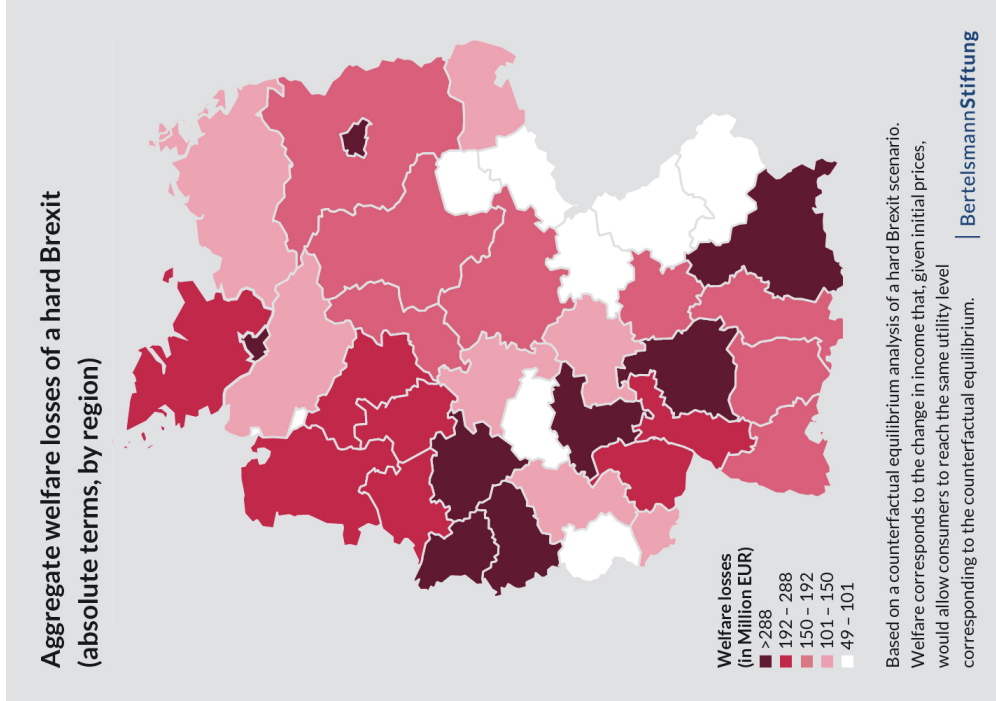 Aggregate welfare losses of a hard Brexit
(absolute terms, by region)
Welfare losses
(in Million EUR)
>288
192 – 288
150 – 192
101 – 150
49 – 101
Based on a counterfactual equilibrium analysis of a hard Brexit scenario.
Welfare corresponds to the change in income that, given initial prices,
would allow consumers to reach the same utility level
corresponding to the counterfactual equilibrium.
BertelsmannStiftung